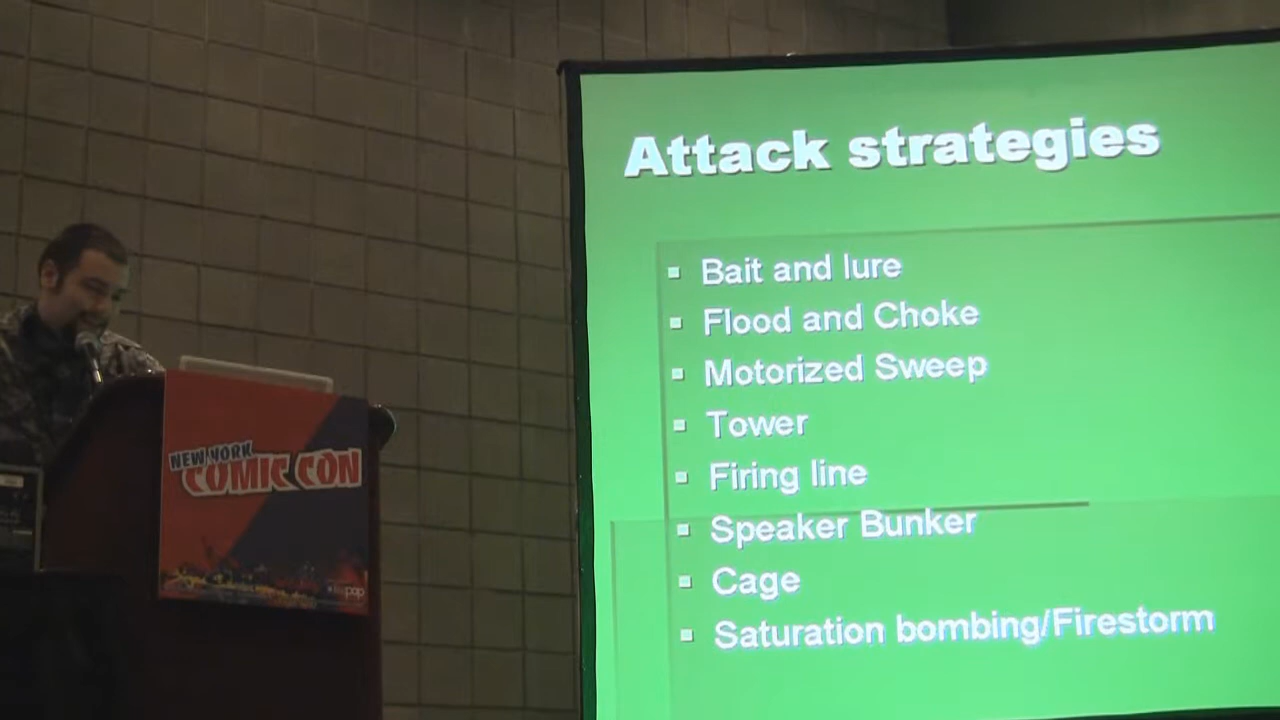 Attack strategies
Bait and lure
Flood and Choke
Motorized Sweep
Tower
Firing line
Speaker Bunker
Cage
Saturation bombing/Firestorm
NEW YORK
COMIC CON